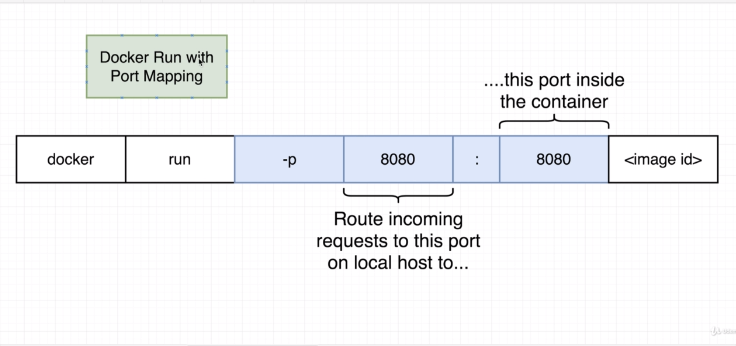 Docker Run with
Port Mapping
....this port inside
the container
docker run -p 8080 : 8080 <image id>
Route incoming
requests to this port
on local host to...